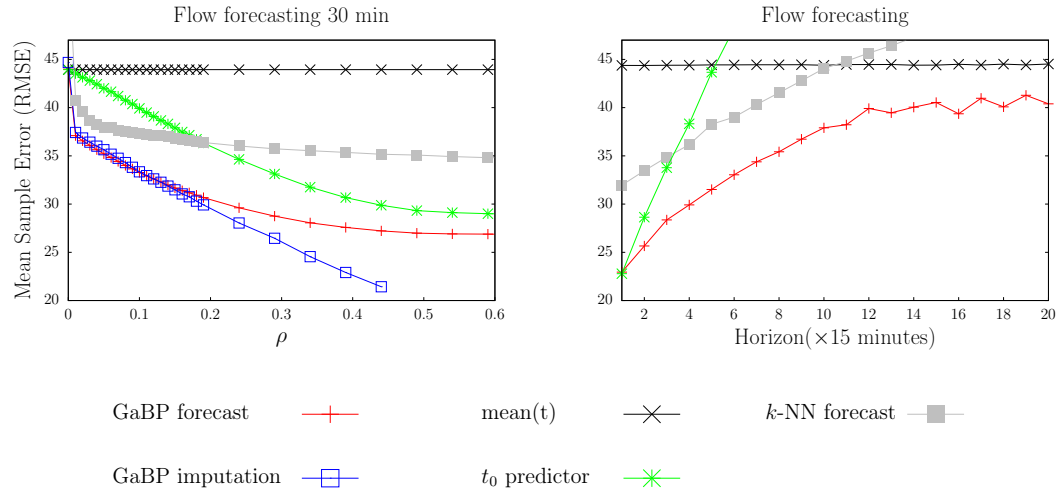 Flow forecasting 30 min
Mean Sample Error (RMSE)
45
40
35
30
25
20
0
0.1
0.2
0.3
0.4
0.5
0.6
ρ
Flow forecasting
45
40
35
30
25
20
2
4
6
8
10
12
14
16
18
20
Horizon(×15 minutes)
GaBP forecast
mean(t)
k-NN forecast
GaBP imputation
t₀ predictor